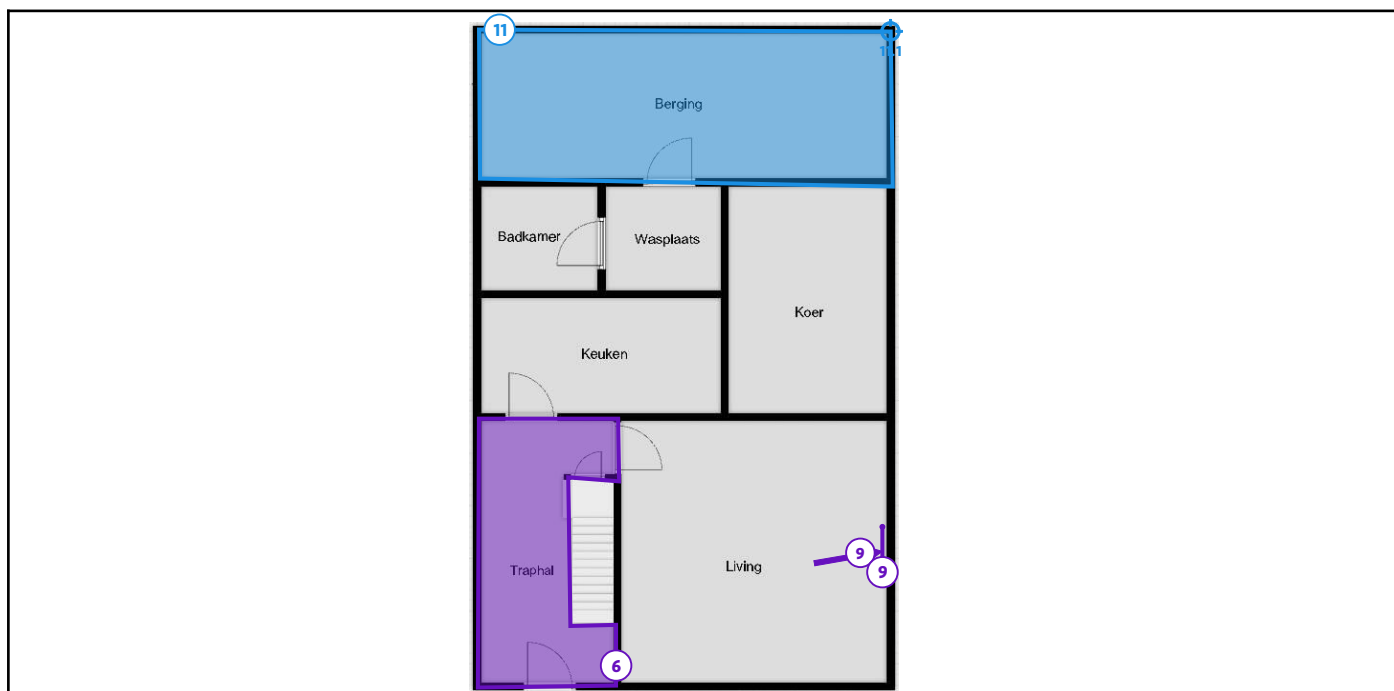 11
Berging
Badkamer
Wasplaats
Koer
Keuken
Traphal
Living
9
9
6